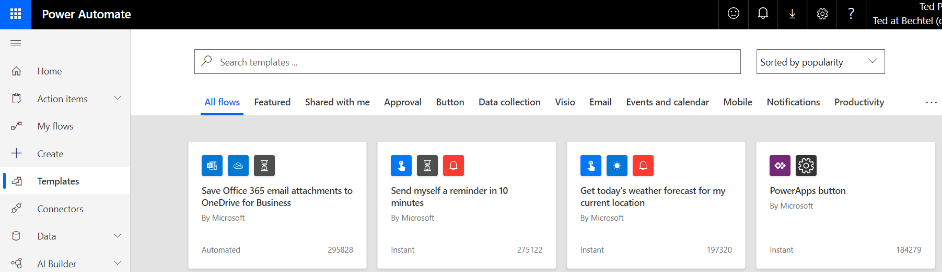 Power Automate
Ted P
Ted at Bechtel (
Home
Action items
My flows
Create
Templates
Connectors
Data
AI Builder
Search templates ...
Sorted by popularity
All flows Featured Shared with me Approval Button Data collection Visio Email Events and calendar Mobile Notifications Productivity
Save Office 365 email attachments to
OneDrive for Business
By Microsoft
Automated 295828
Send myself a reminder in 10
minutes
By Microsoft
Instant 275122
Get today's weather forecast for my
current location
By Microsoft
Instant 197320
PowerApps button
By Microsoft
Instant 184279